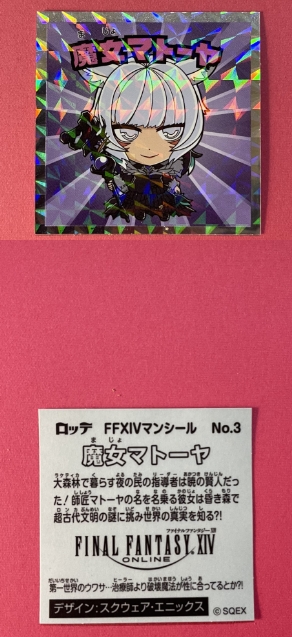 ま じょ
魔女マトーヤ
ロッテ FFXIVマンシール No.3
ま じょ
魔女マトーヤ
大森林で暮らす夜の民の指導者は暁の賢人だっ
た！師匠マトーヤの名を名乗る彼女は昏き森で
超古代文明の謎に挑み世界の真実を知る?!
ファイナルファンタジー
FINAL FANTASY XIV
ONLINE
第一世界のウワサ…治療師より破壊魔法が性に合ってるとか?!
デザイン：スクウェア・エニックス
©SQEX